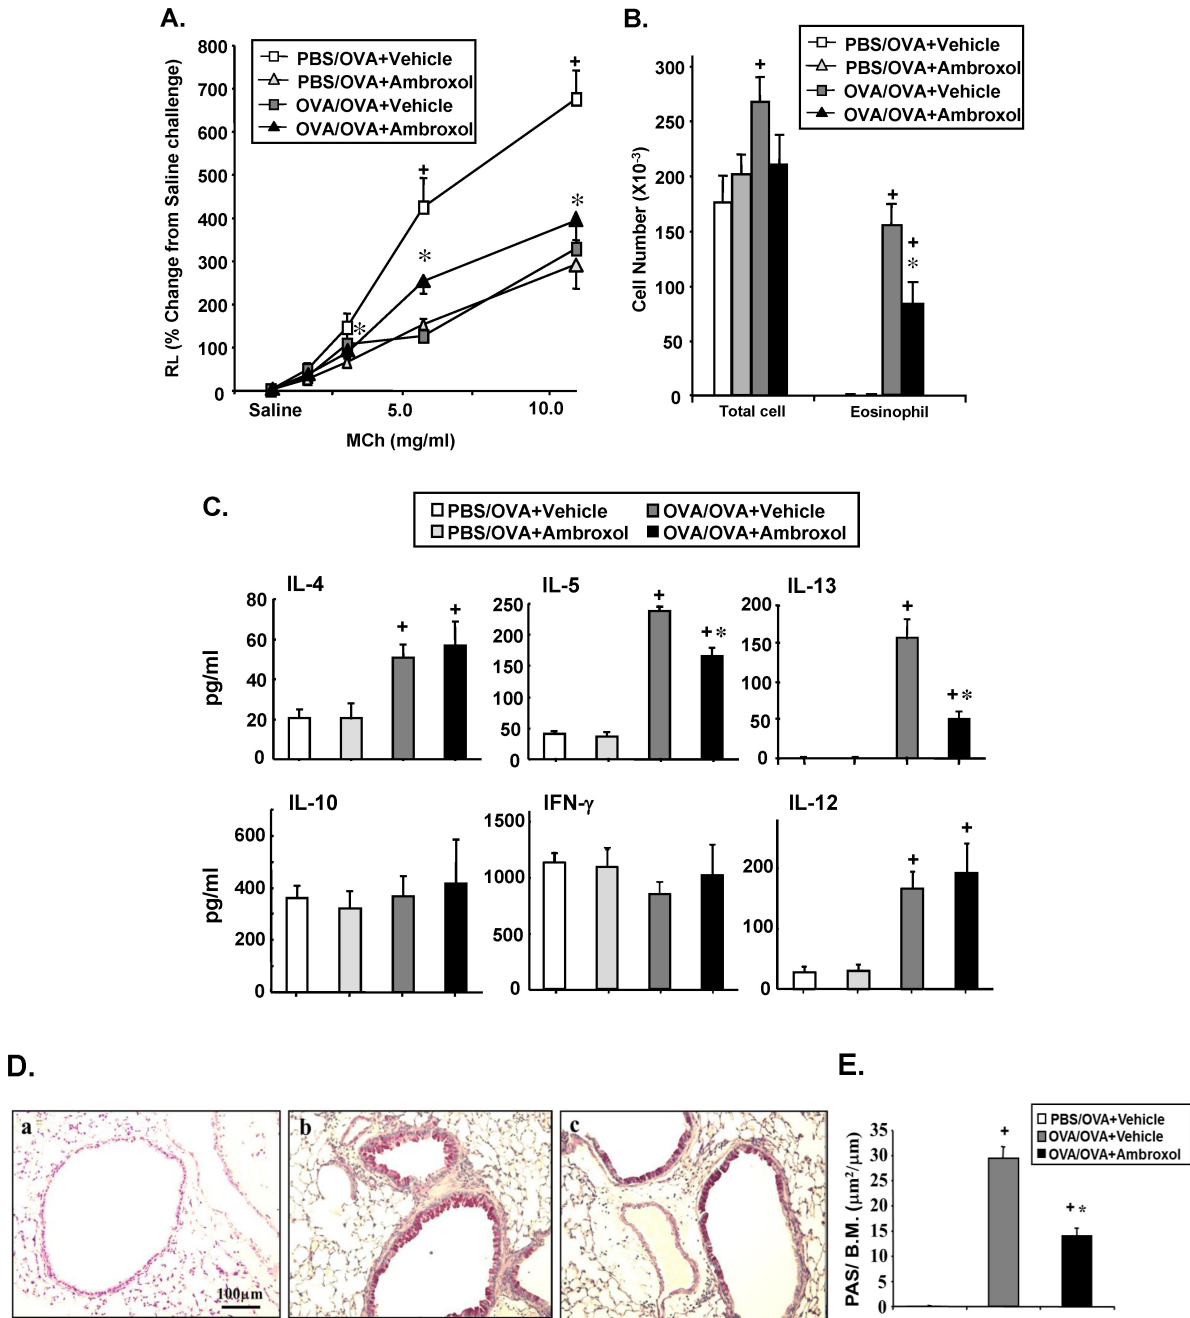 A.
800
700
600
500
400
300
200
100
0
RL (% Change from Saline challenge)
PBS/OVA+Vehicle
PBS/OVA+Ambroxol
OVA/OVA+Vehicle
OVA/OVA+Ambroxol
+
+
*
*
*
Saline 5.0 10.0
MCh (mg/ml)
B.
300
250
200
150
100
50
0
Cell Number (X10⁻³)
PBS/OVA+Vehicle
PBS/OVA+Ambroxol
OVA/OVA+Vehicle
OVA/OVA+Ambroxol
+
+
+
*
Total cell Eosinophil
C.
PBS/OVA+Vehicle OVA/OVA+Vehicle
PBS/OVA+Ambroxol OVA/OVA+Ambroxol
IL-4
80
60
40
20
0
pg/ml
+ +
IL-5
250
200
150
100
50
0
+
+ *
IL-13
200
150
100
50
0
+
+ *
IL-10
600
400
200
0
pg/ml
IFN-γ
1500
1000
500
0
IL-12
200
100
0
+ +
D.
a
100μm
b
c
E.
PBS/OVA+Vehicle
OVA/OVA+Vehicle
OVA/OVA+Ambroxol
35
30
25
20
15
10
5
0
PAS/ B.M. (μm²/μm)
+
+ *